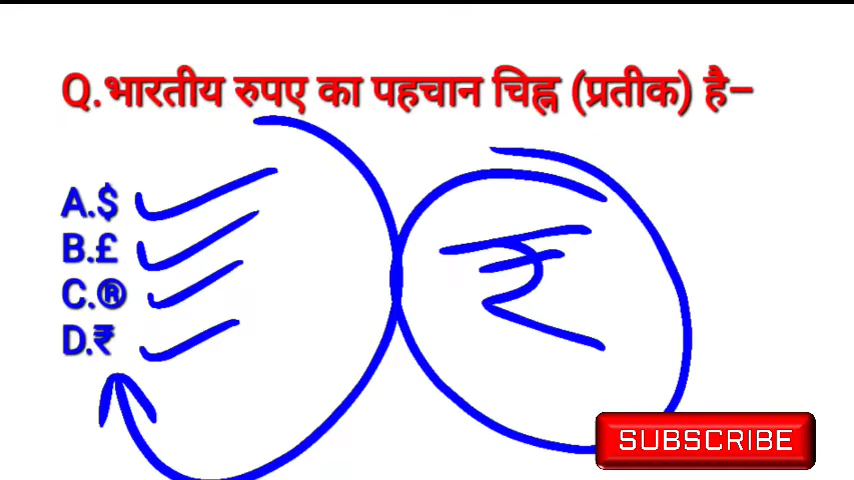 Q.भारतीय रुपए का पहचान चिह्न (प्रतीक) है–
A.$
B.£
C.®
D.₹
₹
SUBSCRIBE